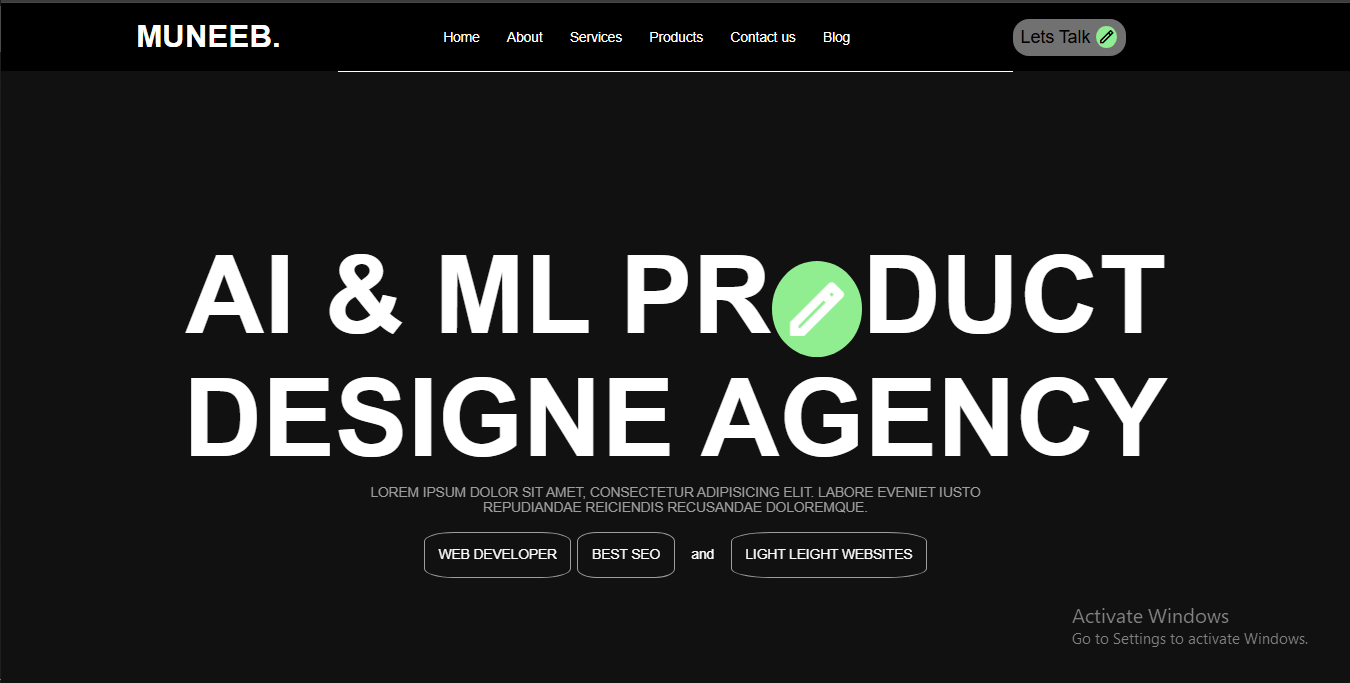 MUNEEB.
Home About Services Products Contact us Blog
Lets Talk
AI & ML PR DUCT
DESIGNE AGENCY
LOREM IPSUM DOLOR SIT AMET, CONSECTETUR ADIPISICING ELIT. LABORE EVENIET IUSTO
REPUDIANDAE REICIENDIS RECUSANDAE DOLOREMQUE.
WEB DEVELOPER BEST SEO and LIGHT LEIGHT WEBSITES
Activate Windows
Go to Settings to activate Windows.